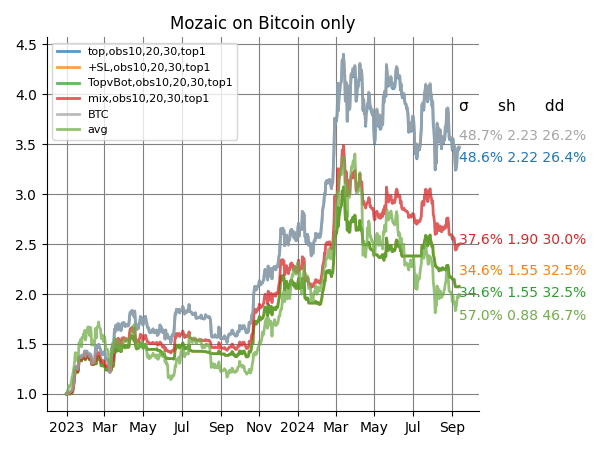 Mozaic on Bitcoin only
top,obs10,20,30,top1
+SL,obs10,20,30,top1
TopvBot,obs10,20,30,top1
mix,obs10,20,30,top1
BTC
avg
4.5
4.0
3.5
3.0
2.5
2.0
1.5
1.0
σ sh dd
48.7% 2.23 26.2%
48.6% 2.22 26.4%
37.6% 1.90 30.0%
34.6% 1.55 32.5%
34.6% 1.55 32.5%
57.0% 0.88 46.7%
2023 Mar May Jul Sep Nov 2024 Mar May Jul Sep